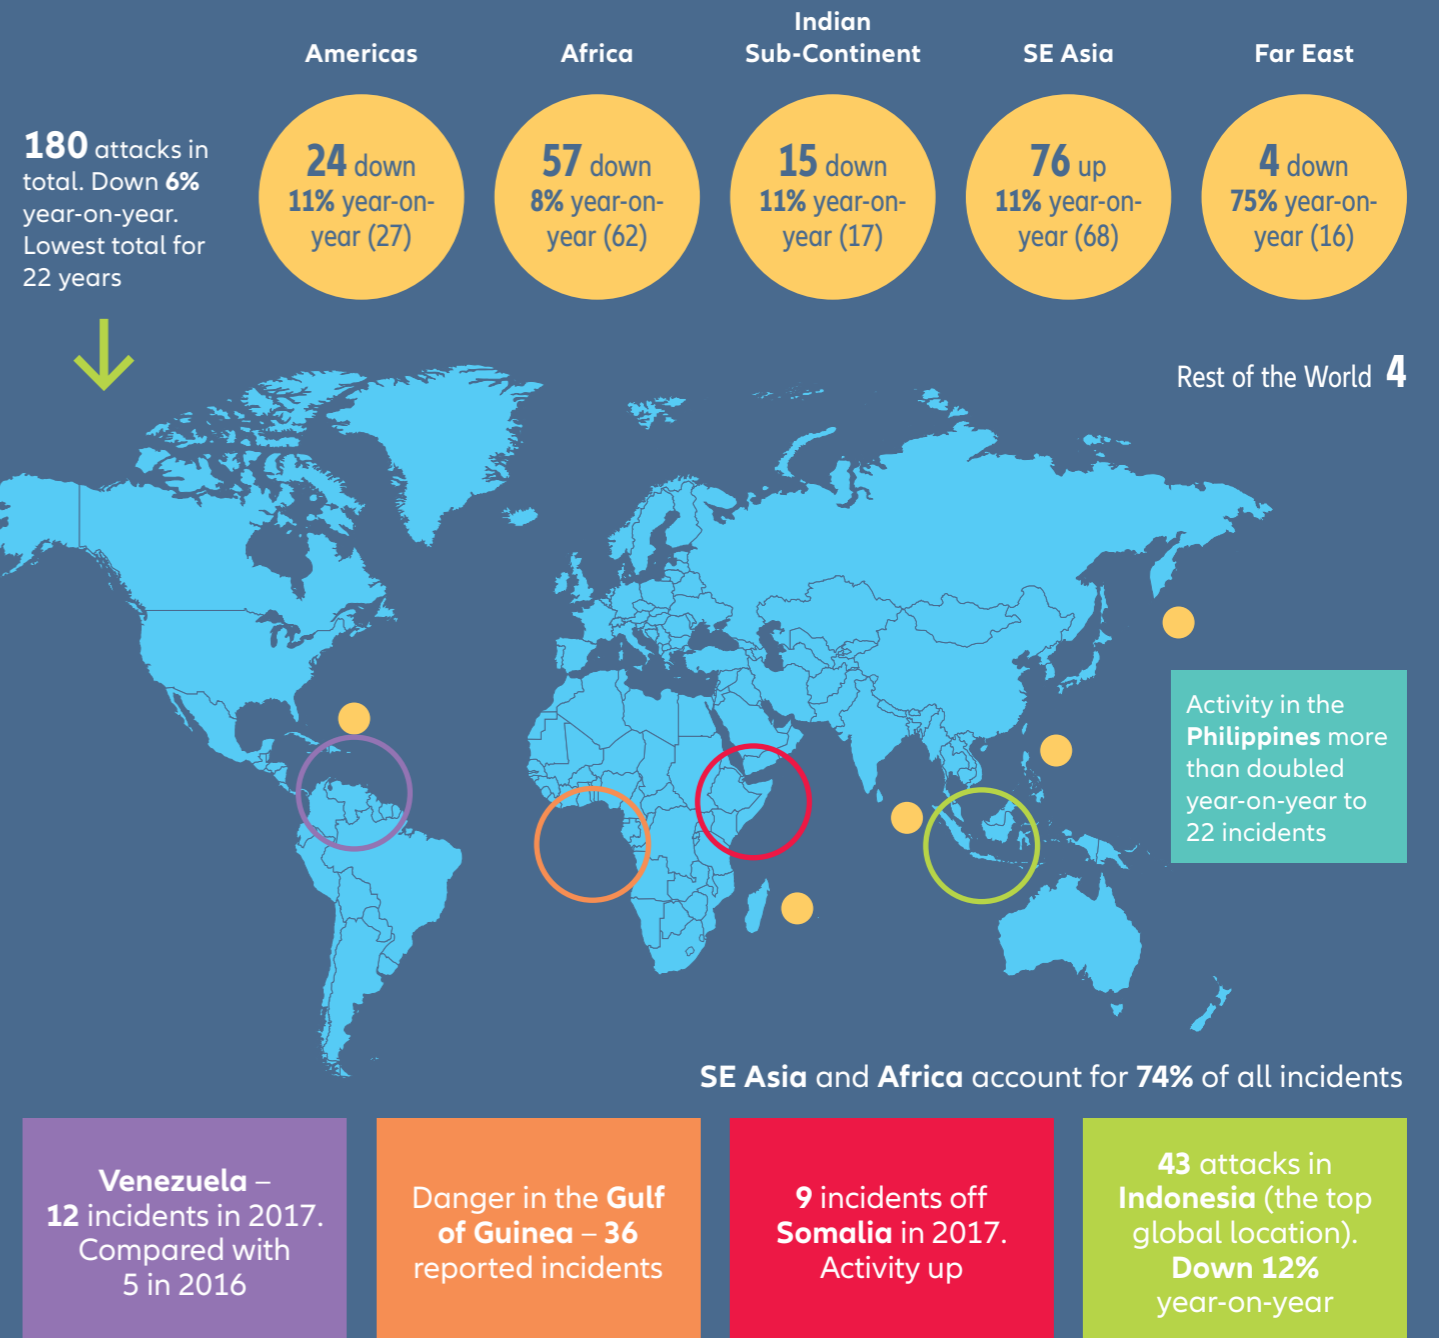 Americas
Africa
Indian
Sub-Continent
SE Asia
Far East
180 attacks in
total. Down 6%
year-on-year.
Lowest total for
22 years
24 down
11% year-on-
year (27)
57 down
8% year-on-
year (62)
15 down
11% year-on-
year (17)
76 up
11% year-on-
year (68)
4 down
75% year-on-
year (16)
Rest of the World 4
Activity in the
Philippines more
than doubled
year-on-year to
22 incidents
SE Asia and Africa account for 74% of all incidents
Venezuela –
12 incidents in 2017.
Compared with
5 in 2016
Danger in the Gulf
of Guinea – 36
reported incidents
9 incidents off
Somalia in 2017.
Activity up
43 attacks in
Indonesia (the top
global location).
Down 12%
year-on-year